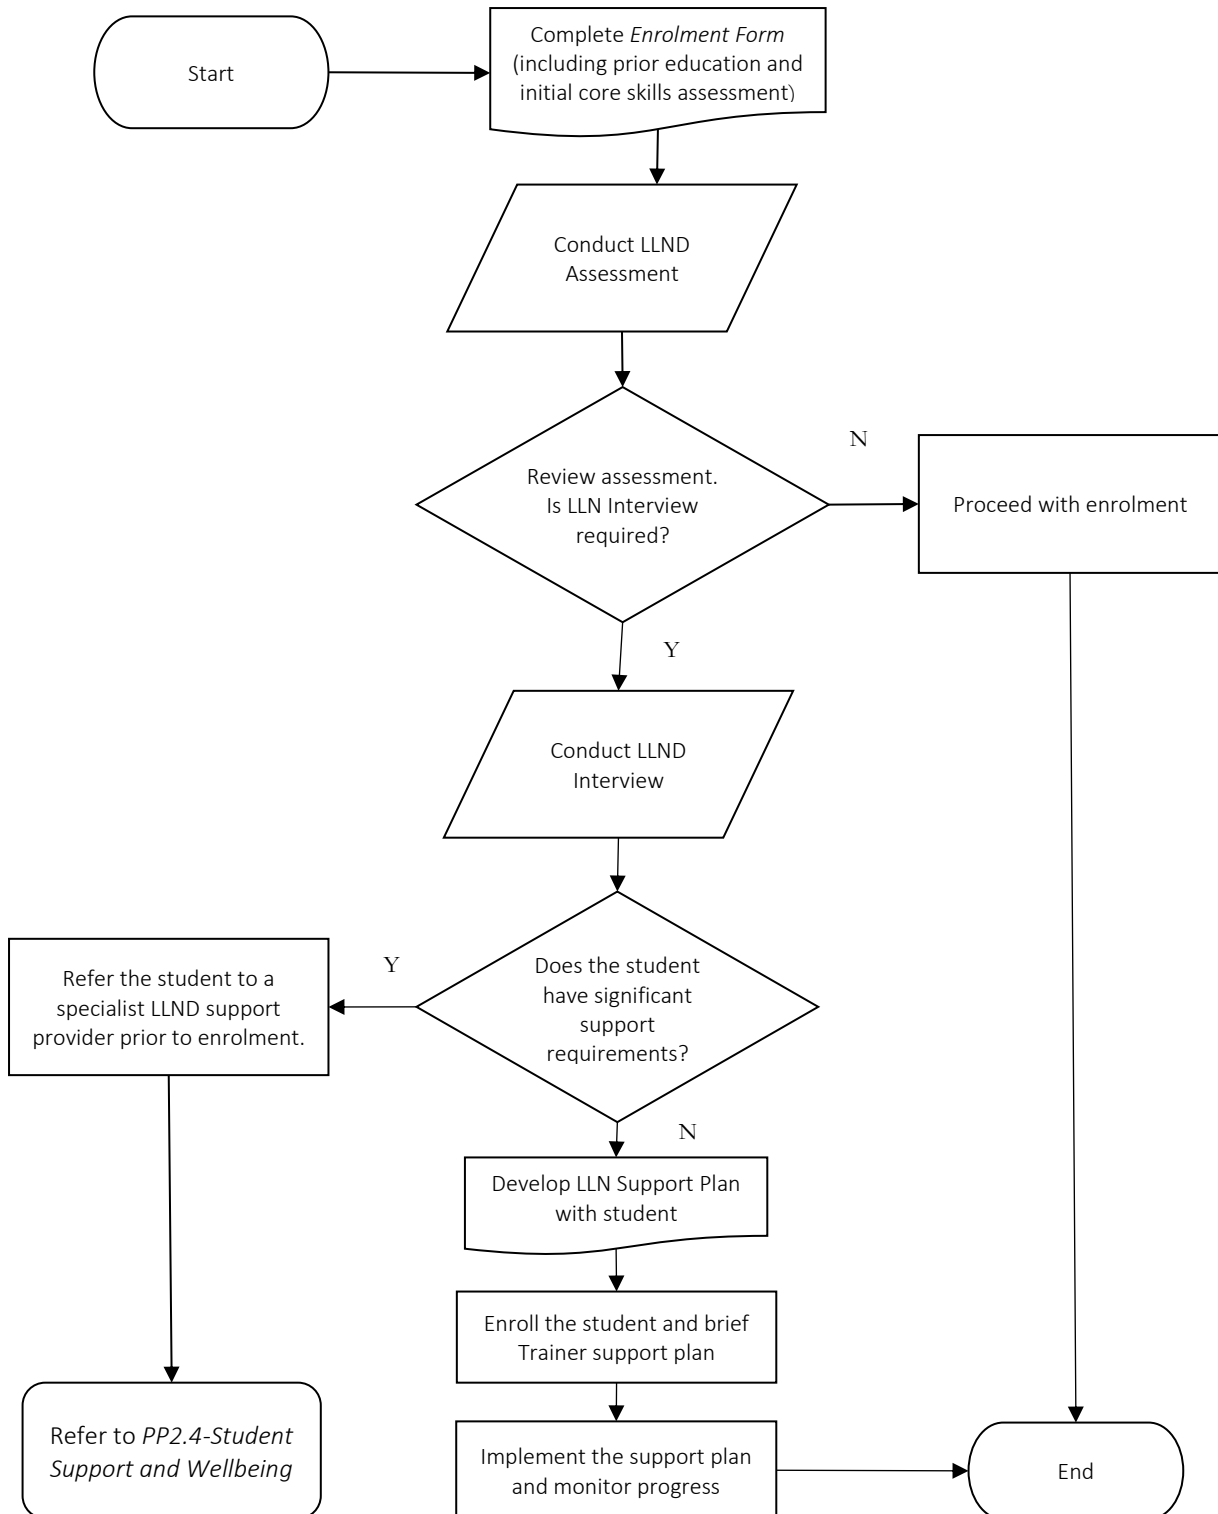 Start
Complete Enrolment Form
(including prior education and
initial core skills assessment)
Conduct LLND
Assessment
Review assessment.
Is LLN Interview
required?
N
Proceed with enrolment
Y
Conduct LLND
Interview
Does the student
have significant
support
requirements?
Y
Refer the student to a
specialist LLND support
provider prior to enrolment.
N
Develop LLN Support Plan
with student
Enroll the student and brief
Trainer support plan
Refer to PP2.4-Student
Support and Wellbeing
Implement the support plan
and monitor progress
End